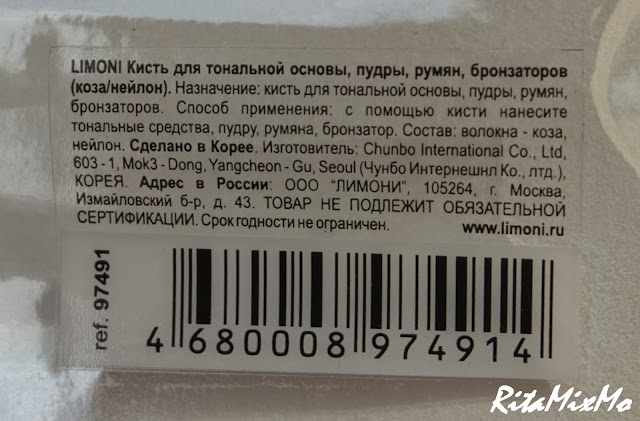 LIMONI Кисть для тональной основы, пудры, румян, бронзаторов
(коза/нейлон). Назначение: кисть для тональной основы, пудры, румян,
бронзаторов. Способ применения: с помощью кисти нанесите
тональные средства, пудру, румяна, бронзатор. Состав: волокна - коза,
нейлон. Сделано в Корее. Изготовитель: Chunbo International Co., Ltd,
603 - 1, Mok3 - Dong, Yangcheon - Gu, Seoul (Чунбо Интернешнл Ко., лтд.),
КОРЕЯ. Адрес в России: ООО "ЛИМОНИ", 105264, г. Москва,
Измайловский б-р, д. 43. ТОВАР НЕ ПОДЛЕЖИТ ОБЯЗАТЕЛЬНОЙ
СЕРТИФИКАЦИИ. Срок годности не ограничен. www.limoni.ru
ref. 97491
4 680008 974914
RitaMixMo